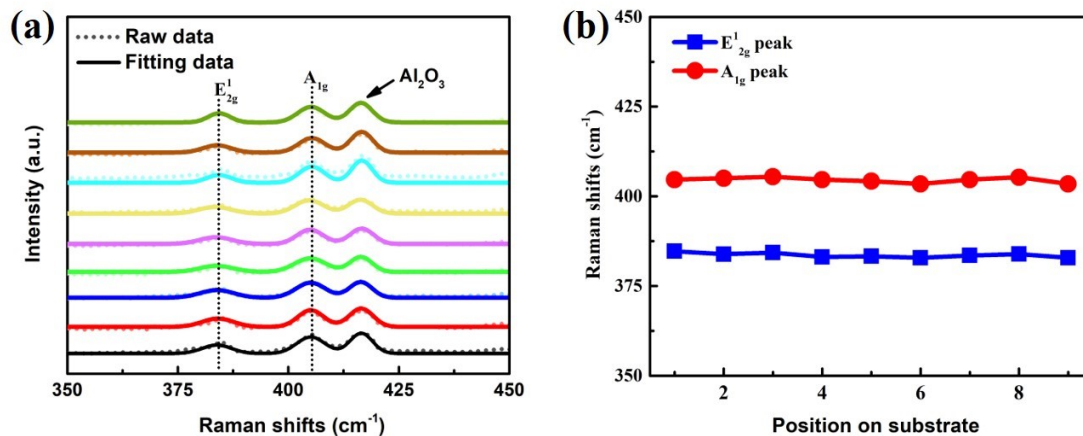 (a)
Raw data
Fitting data
E¹₂g
A₁g
Al₂O₃
Intensity (a.u.)
350 375 400 425 450
Raman shifts (cm⁻¹)
(b)
E¹₂g peak
A₁g peak
Raman shifts (cm⁻¹)
450
425
400
375
350
2 4 6 8
Position on substrate